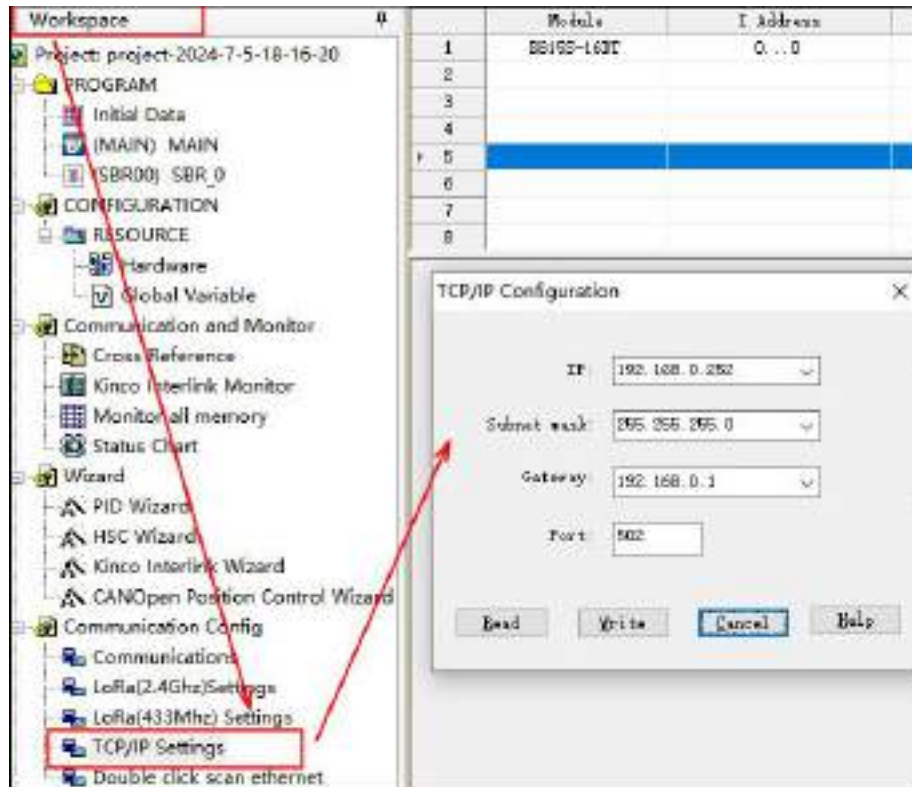 Workspace
Project: project-2024-7-5-18-16-20
PROGRAM
Initial Data
(MAIN) MAIN
(SBR00) SBR_0
CONFIGURATION
RESOURCE
Hardware
Global Variable
Communication and Monitor
Cross Reference
Kinco Interlink Monitor
Monitor all memory
Status Chart
Wizard
PID Wizard
HSC Wizard
Kinco Interlink Wizard
CANOpen Position Control Wizard
Communication Config
Communications
LoRa(2.4Ghz)Settings
LoRa(433Mhz) Settings
TCP/IP Settings
Double click scan ethernet
Module I Address
1 0...0
2
3
4
5
6
7
8
TCP/IP Configuration
IP: 192.168.0.252
Subnet mask: 255.255.255.0
Gateway: 192.168.0.1
Port: 502
Read Write Cancel Help